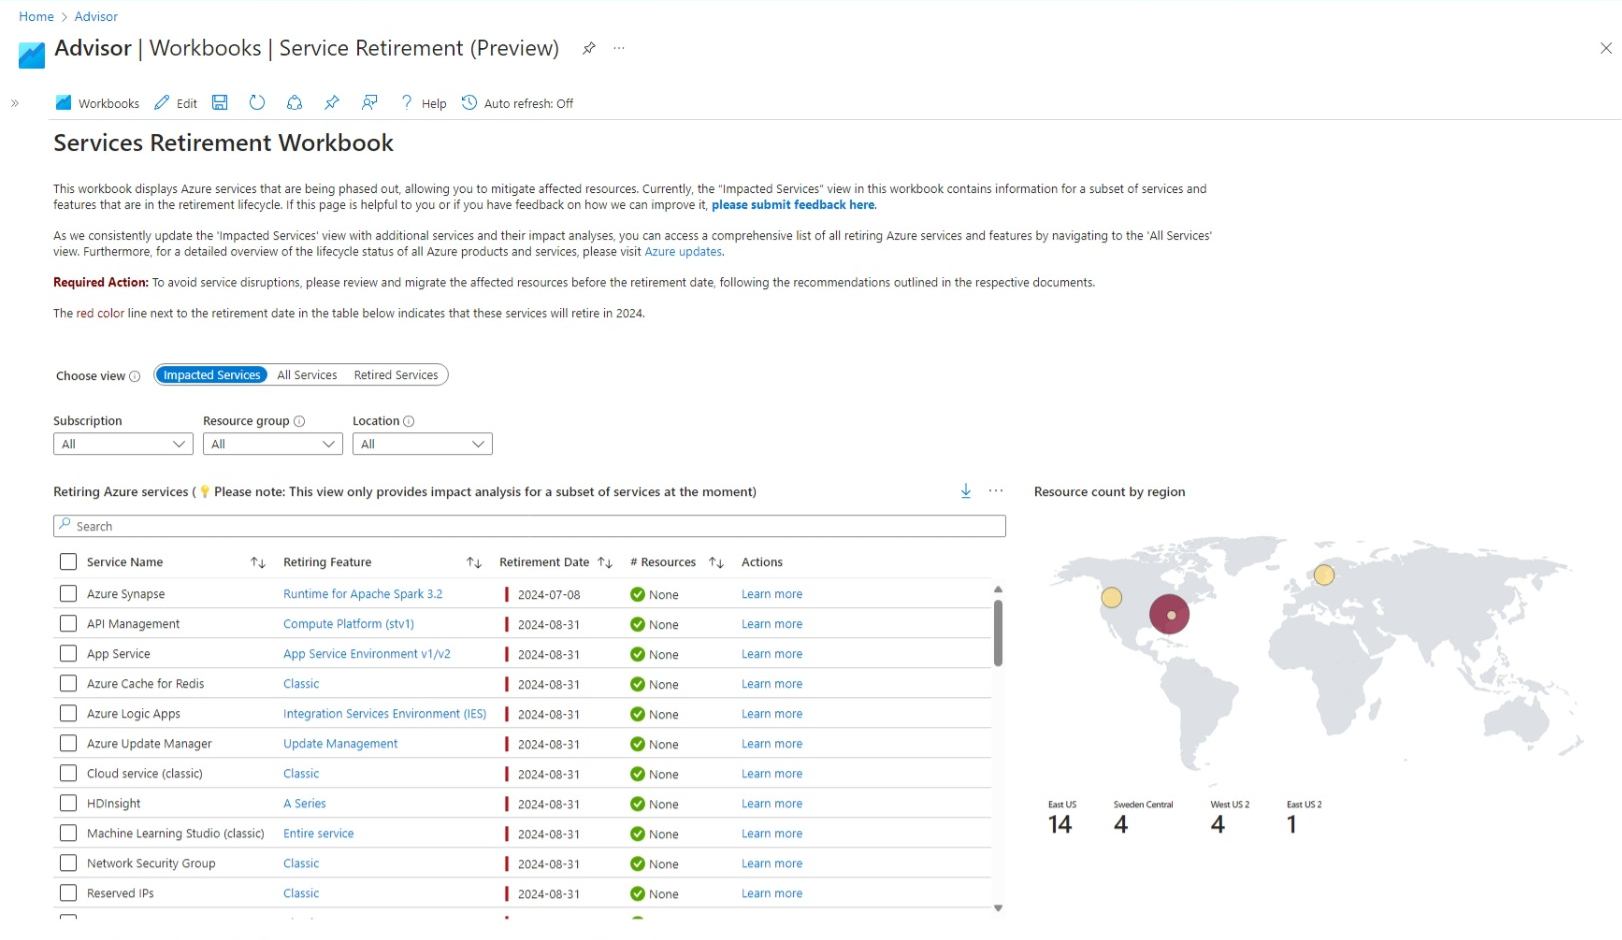 Home > Advisor
Advisor | Workbooks | Service Retirement (Preview)
Workbooks Edit Help Auto refresh: Off
Services Retirement Workbook
This workbook displays Azure services that are being phased out, allowing you to mitigate affected resources. Currently, the "Impacted Services" view in this workbook contains information for a subset of services and
features that are in the retirement lifecycle. If this page is helpful to you or if you have feedback on how we can improve it, please submit feedback here.
As we consistently update the 'Impacted Services' view with additional services and their impact analyses, you can access a comprehensive list of all retiring Azure services and features by navigating to the 'All Services'
view. Furthermore, for a detailed overview of the lifecycle status of all Azure products and services, please visit Azure updates.
Required Action: To avoid service disruptions, please review and migrate the affected resources before the retirement date, following the recommendations outlined in the respective documents.
The red color line next to the retirement date in the table below indicates that these services will retire in 2024.
Choose view Impacted Services All Services Retired Services
Subscription Resource group Location
All All All
Retiring Azure services ( 💡 Please note: This view only provides impact analysis for a subset of services at the moment)
Search
Service Name Retiring Feature Retirement Date # Resources Actions
Azure Synapse Runtime for Apache Spark 3.2 2024-07-08 None Learn more
API Management Compute Platform (stv1) 2024-08-31 None Learn more
App Service App Service Environment v1/v2 2024-08-31 None Learn more
Azure Cache for Redis Classic 2024-08-31 None Learn more
Azure Logic Apps Integration Services Environment (IES) 2024-08-31 None Learn more
Azure Update Manager Update Management 2024-08-31 None Learn more
Cloud service (classic) Classic 2024-08-31 None Learn more
HDInsight A Series 2024-08-31 None Learn more
Machine Learning Studio (classic) Entire service 2024-08-31 None Learn more
Network Security Group Classic 2024-08-31 None Learn more
Reserved IPs Classic 2024-08-31 None Learn more
Resource count by region
East US Sweden Central West US 2 East US 2
14 4 4 1